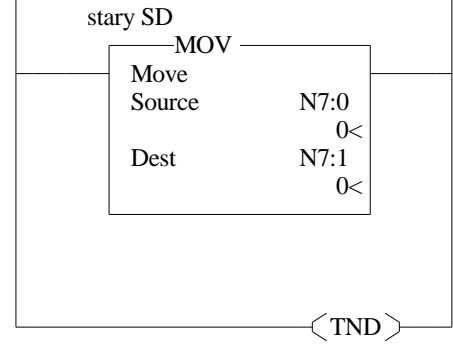 stary SD
MOV
Move
Source N7:0
0<
Dest N7:1
0<
TND